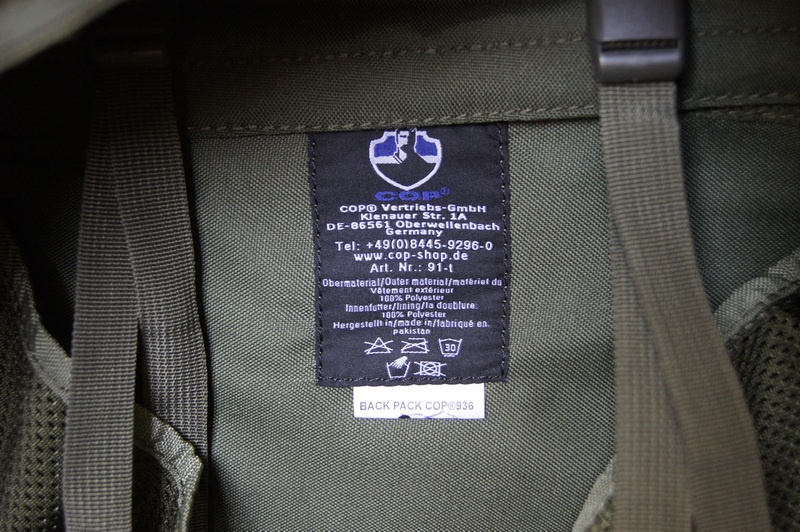 COP®
COP® Vertriebs-GmbH
Kienauer Str. 1A
DE-86561 Oberwellenbach
Germany
Tel: +49(0)8445-9296-0
www.cop-shop.de
Art. Nr.: 91-t
Obermaterial/Outer material/matériel du
Vêtement extérieur
100% Polyester
Innenfutter/lining/la doublure:
100% Polyester
Hergestellt in/made in/fabriqué en.
pakistan
30
BACK PACK COP®936